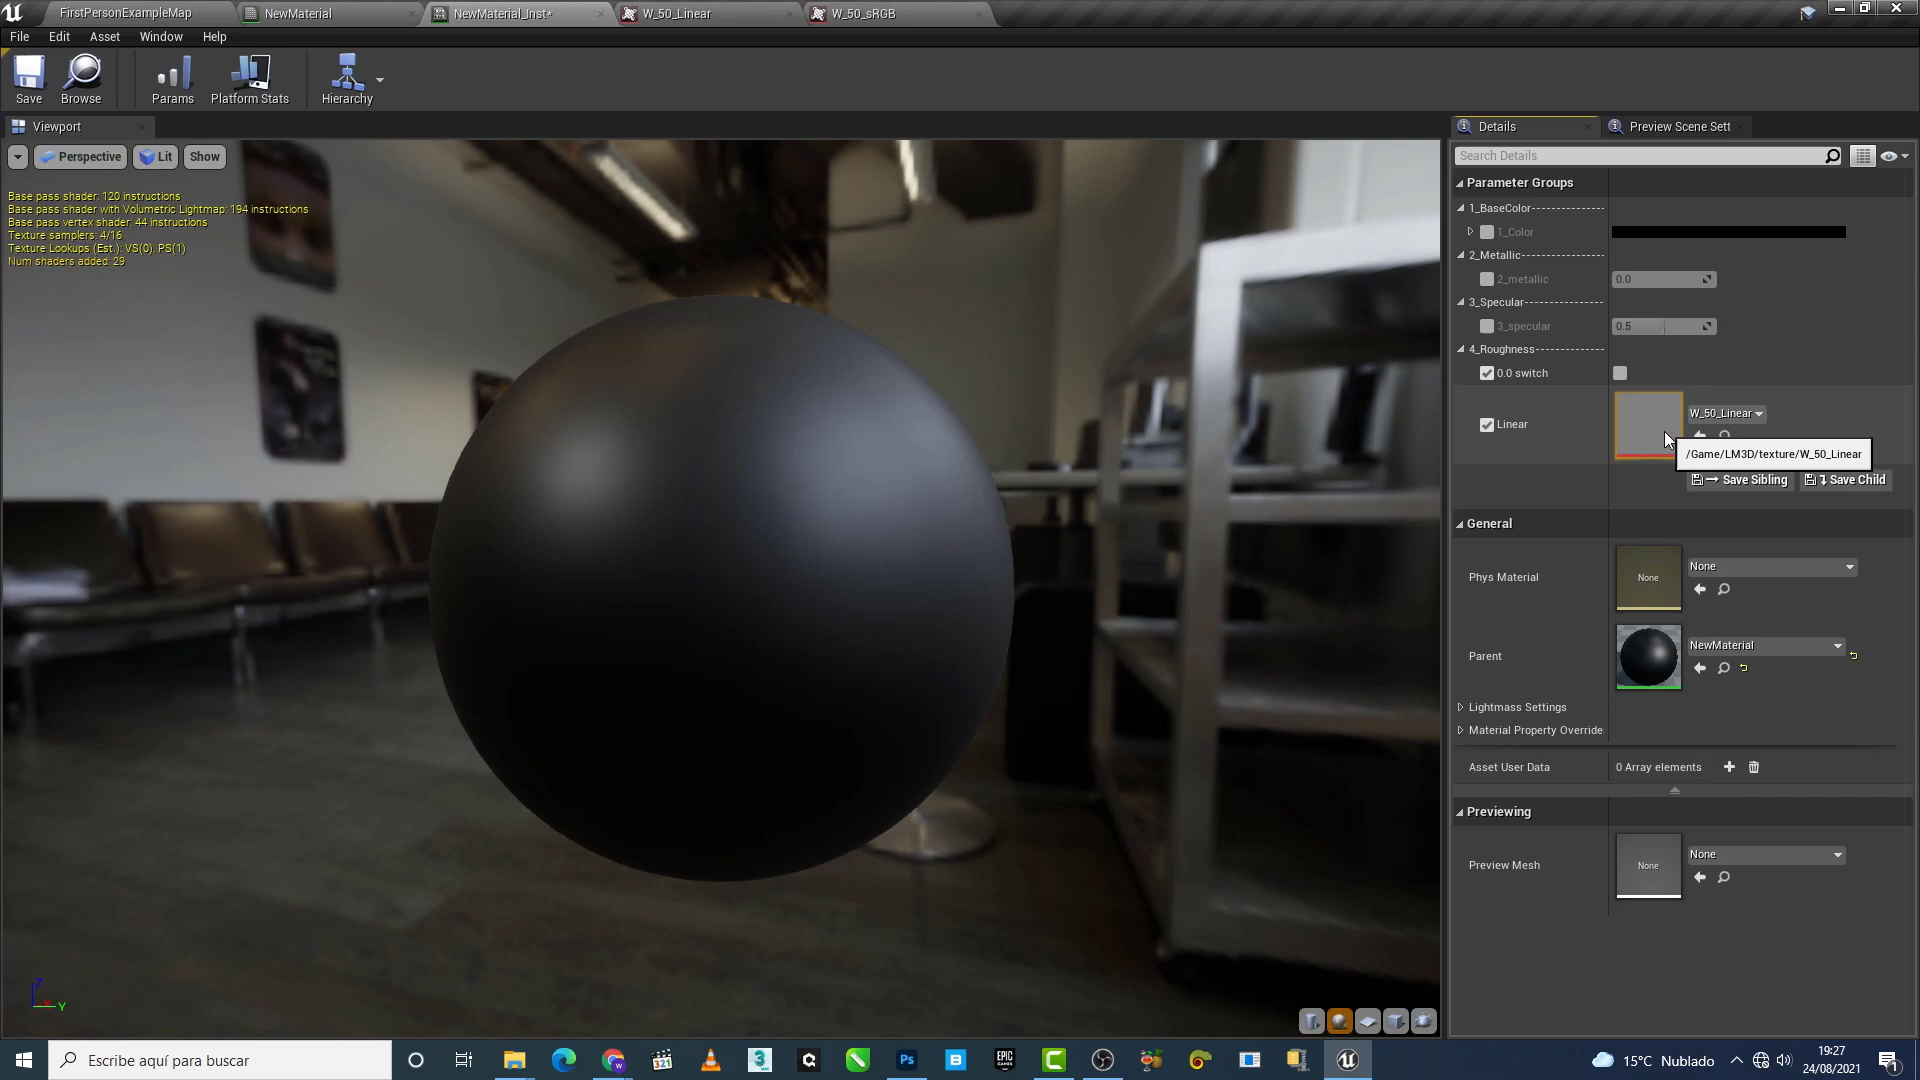 FirstPersonExampleMap
NewMaterial
NewMaterial_Inst*
W_50_Linear
W_50_sRGB
File
Edit
Asset
Window
Help
Save
Browse
Params
Platform Stats
Hierarchy
Viewport
Perspective
Lit
Show
Base pass shader: 120 instructions
Base pass shader with Volumetric Lightmap: 194 instructions
Base pass vertex shader: 44 instructions
Texture samplers: 4/16
Texture Lookups (Est.): VS(0), PS(1)
Num shaders added: 29
Z
X
Y
Details
Preview Scene Sett
Search Details
Parameter Groups
1_BaseColor
1_Color
2_Metallic
2_metallic
0.0
3_Specular
3_specular
0.5
4_Roughness
0.0 switch
Linear
W_50_Linear
/Game/LM3D/texture/W_50_Linear
Save Sibling
Save Child
General
Phys Material
None
None
Parent
NewMaterial
Lightmass Settings
Material Property Override
Asset User Data
0 Array elements
Previewing
Preview Mesh
None
None
Escribe aquí para buscar
321
3
Ps
B
EPIC GAMES
15°C Nublado
19:27
24/08/2021
1